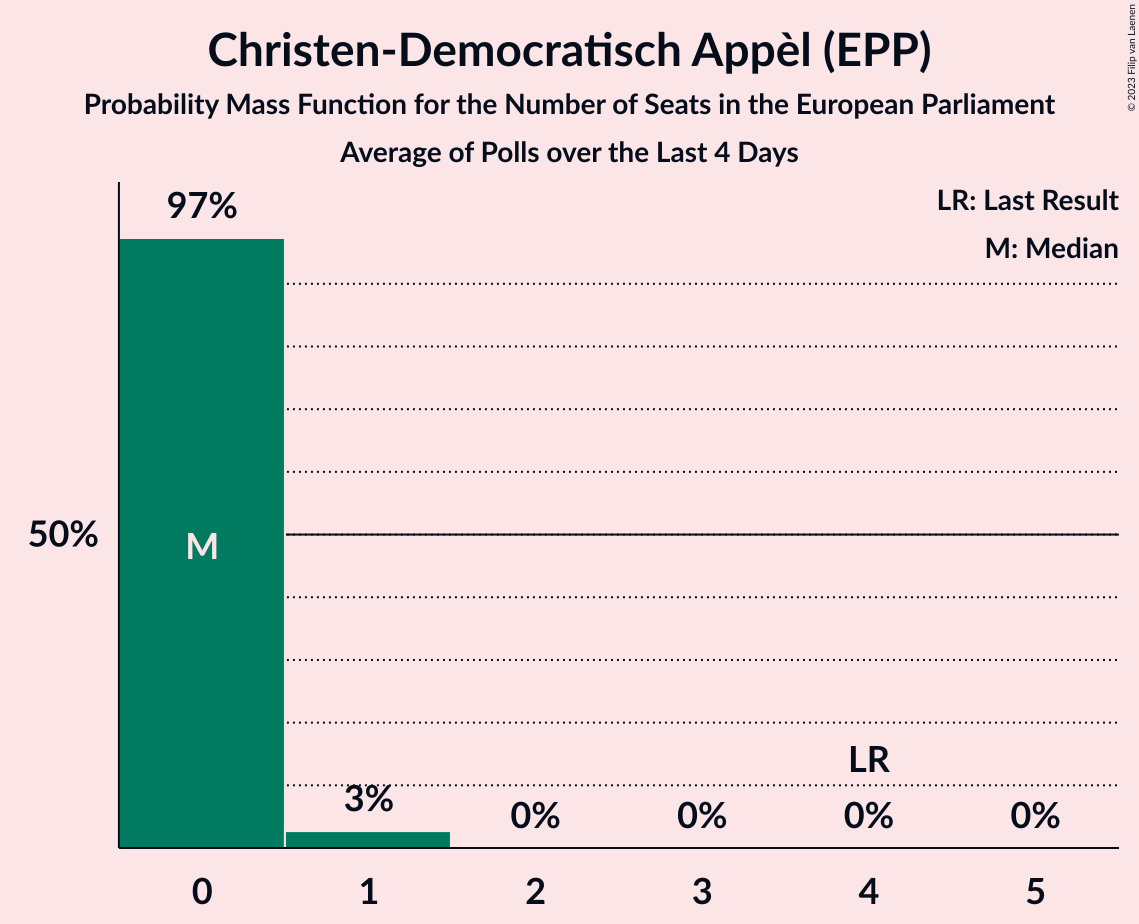 Christen-Democratisch Appèl (EPP)
Probability Mass Function for the Number of Seats in the European Parliament
Average of Polls over the Last 4 Days
© 2023 Filip van Laenen
LR: Last Result
M: Median
97%
50%
M
LR
3%
0%
0%
0%
0%
0
1
2
3
4
5